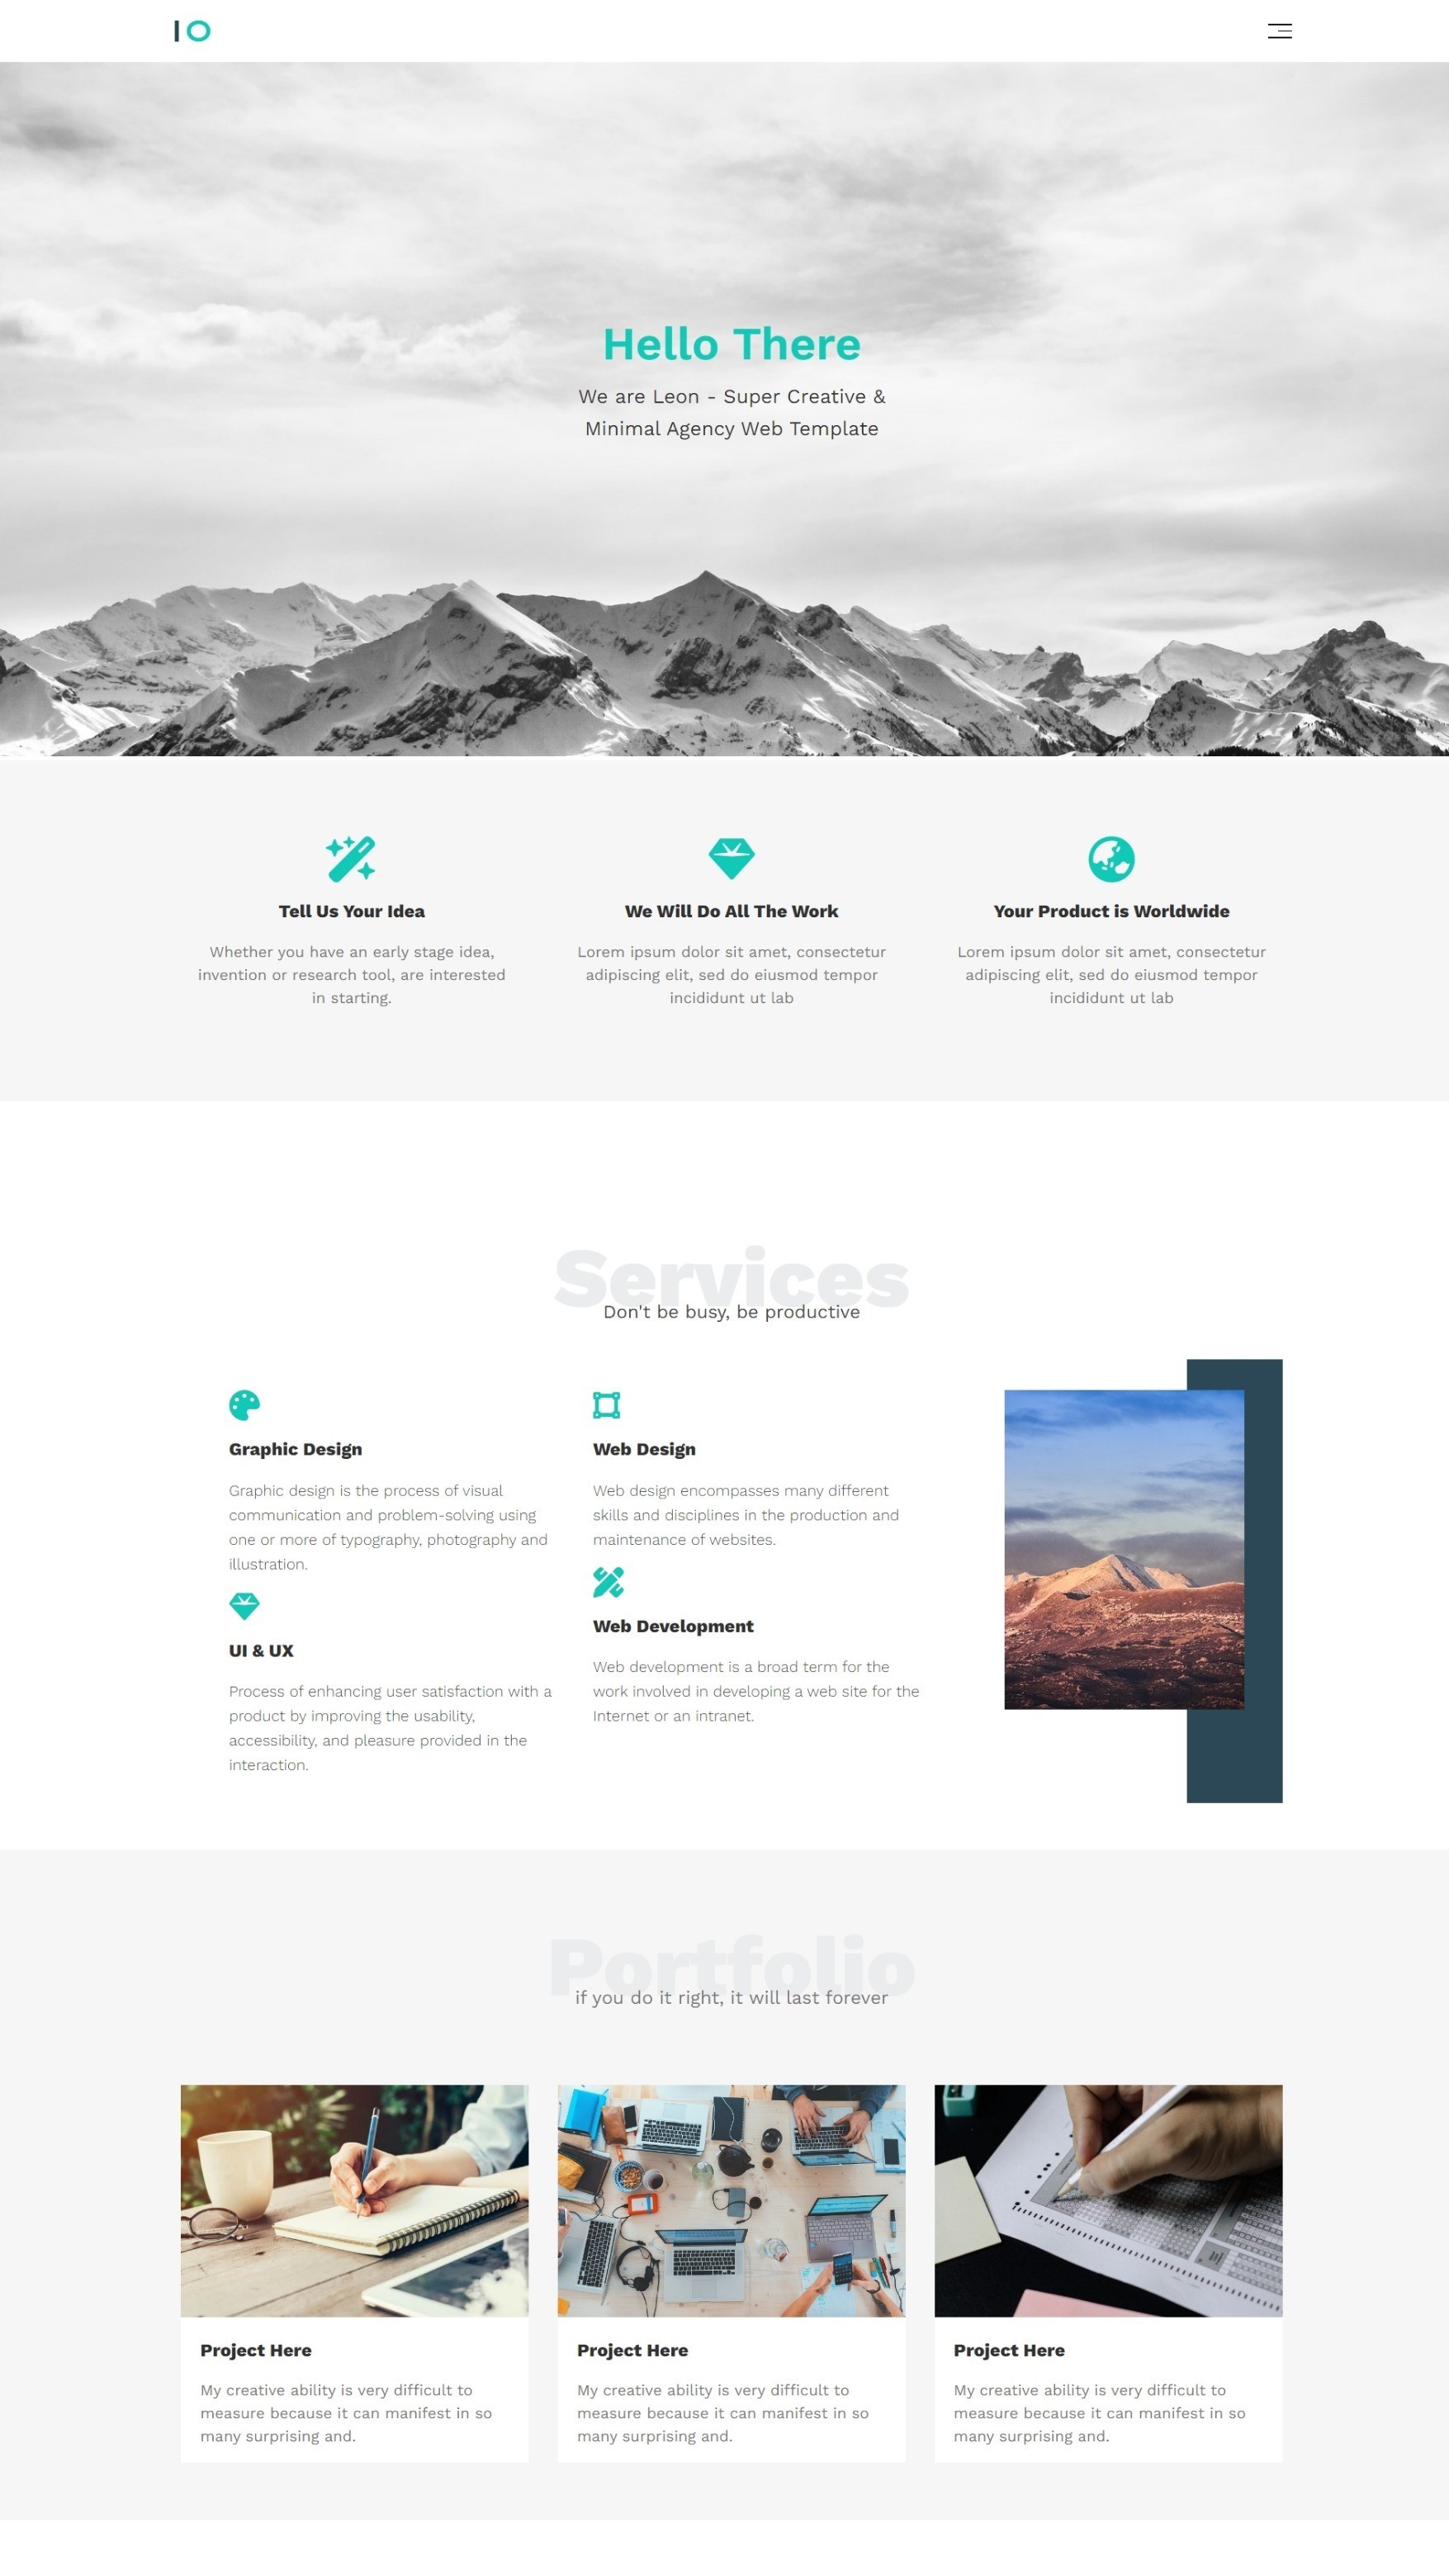 IO
Hello There
We are Leon - Super Creative &
Minimal Agency Web Template
Tell Us Your Idea
Whether you have an early stage idea,
invention or research tool, are interested
in starting.
We Will Do All The Work
Lorem ipsum dolor sit amet, consectetur
adipiscing elit, sed do eiusmod tempor
incididunt ut lab
Your Product is Worldwide
Lorem ipsum dolor sit amet, consectetur
adipiscing elit, sed do eiusmod tempor
incididunt ut lab
Services
Don't be busy, be productive
Graphic Design
Graphic design is the process of visual
communication and problem-solving using
one or more of typography, photography and
illustration.
UI & UX
Process of enhancing user satisfaction with a
product by improving the usability,
accessibility, and pleasure provided in the
interaction.
Web Design
Web design encompasses many different
skills and disciplines in the production and
maintenance of websites.
Web Development
Web development is a broad term for the
work involved in developing a web site for the
Internet or an intranet.
Portfolio
if you do it right, it will last forever
Project Here
My creative ability is very difficult to
measure because it can manifest in so
many surprising and.
Project Here
My creative ability is very difficult to
measure because it can manifest in so
many surprising and.
Project Here
My creative ability is very difficult to
measure because it can manifest in so
many surprising and.